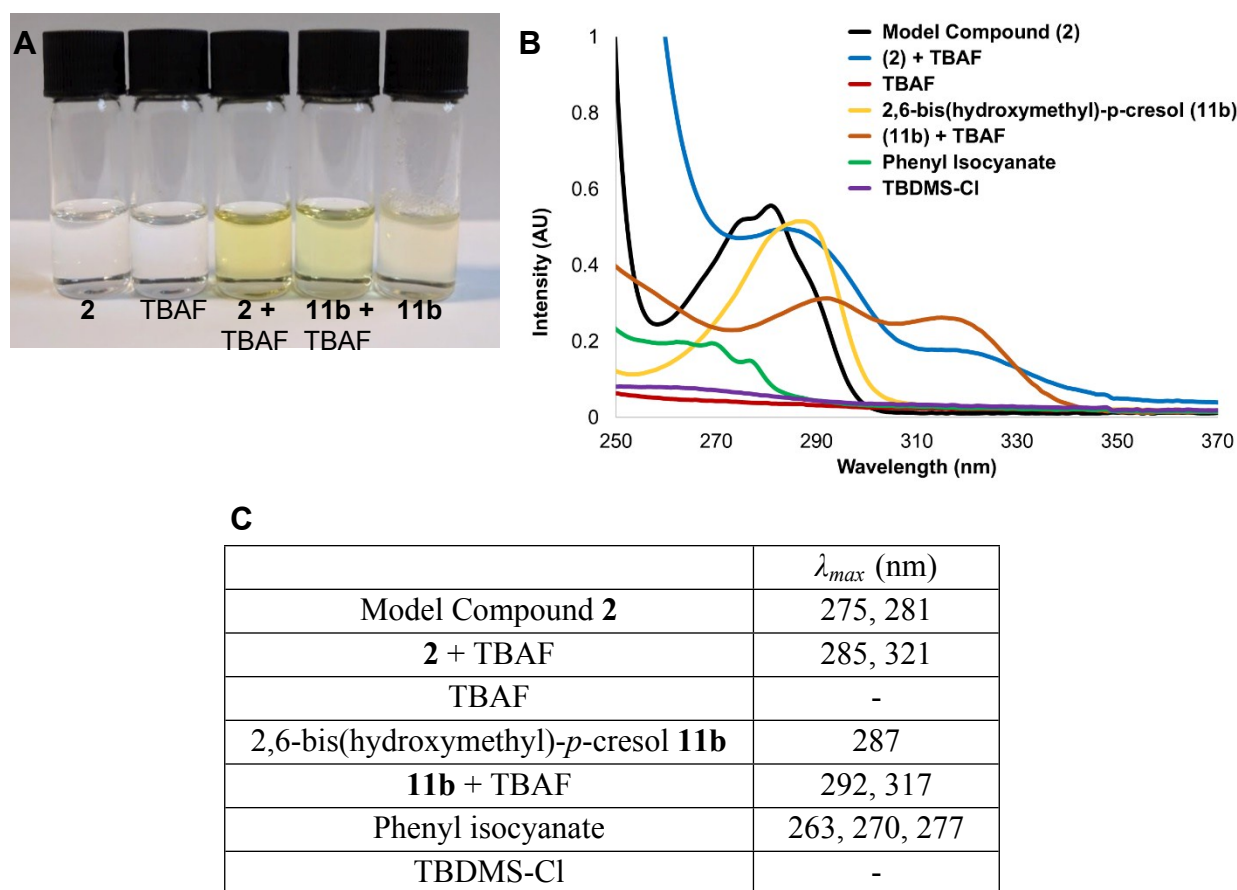 A
2
TBAF
2 +
TBAF
11b +
TBAF
11b
B
1
0.8
0.6
0.4
0.2
0
Intensity (AU)
250
270
290
310
330
350
370
Wavelength (nm)
Model Compound (2)
(2) + TBAF
TBAF
2,6-bis(hydroxymethyl)-p-cresol (11b)
(11b) + TBAF
Phenyl Isocyanate
TBDMS-Cl
C
λmax (nm)
Model Compound 2 275, 281
2 + TBAF 285, 321
TBAF -
2,6-bis(hydroxymethyl)-p-cresol 11b 287
11b + TBAF 292, 317
Phenyl isocyanate 263, 270, 277
TBDMS-Cl -